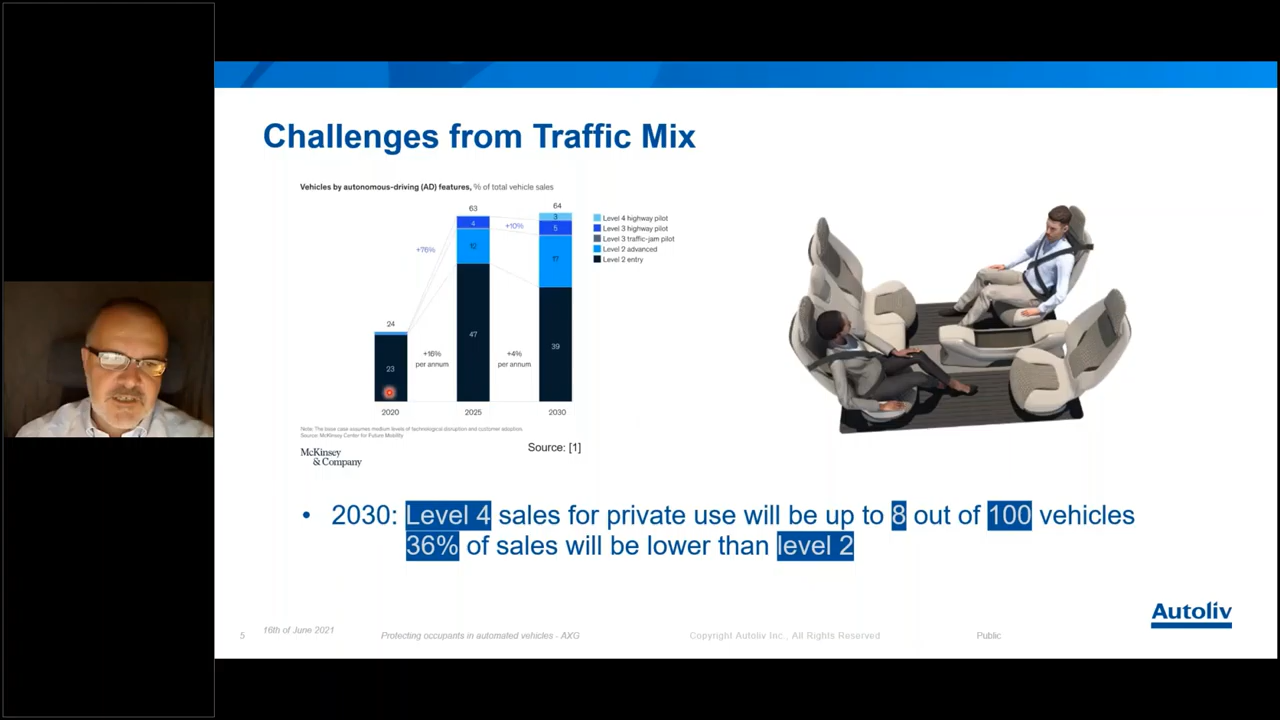 Challenges from Traffic Mix
Vehicles by autonomous-driving (AD) features, % of total vehicle sales
63
64
24
4
3
5
+10%
+76%
12
17
47
39
23
+16%
per annum
+4%
per annum
2020
2025
2030
Level 4 highway pilot
Level 3 highway pilot
Level 3 traffic-jam pilot
Level 2 advanced
Level 2 entry
Note: The base case assumes medium levels of technological disruption and customer adoption.
Source: McKinsey Center for Future Mobility
McKinsey
& Company
Source: [1]
• 2030: Level 4 sales for private use will be up to 8 out of 100 vehicles
36% of sales will be lower than level 2
Autoliv
5
16th of June 2021
Protecting occupants in automated vehicles - AXG
Copyright Autoliv Inc., All Rights Reserved
Public